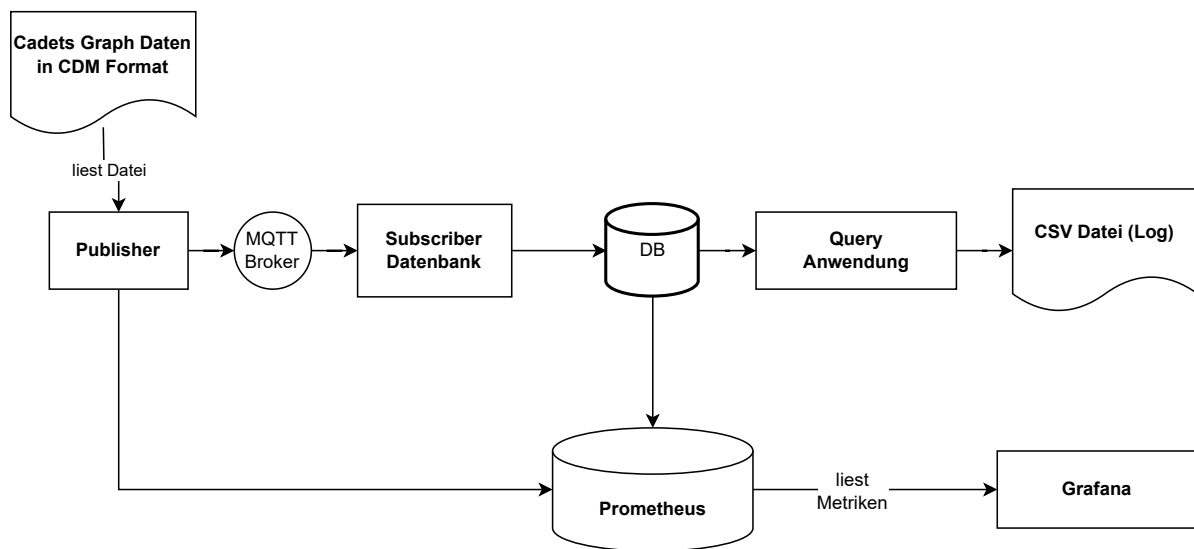 Cadets Graph Daten
in CDM Format
liest Datei
Publisher
MQTT
Broker
Subscriber
Datenbank
DB
Query
Anwendung
CSV Datei (Log)
Prometheus
liest
Metriken
Grafana